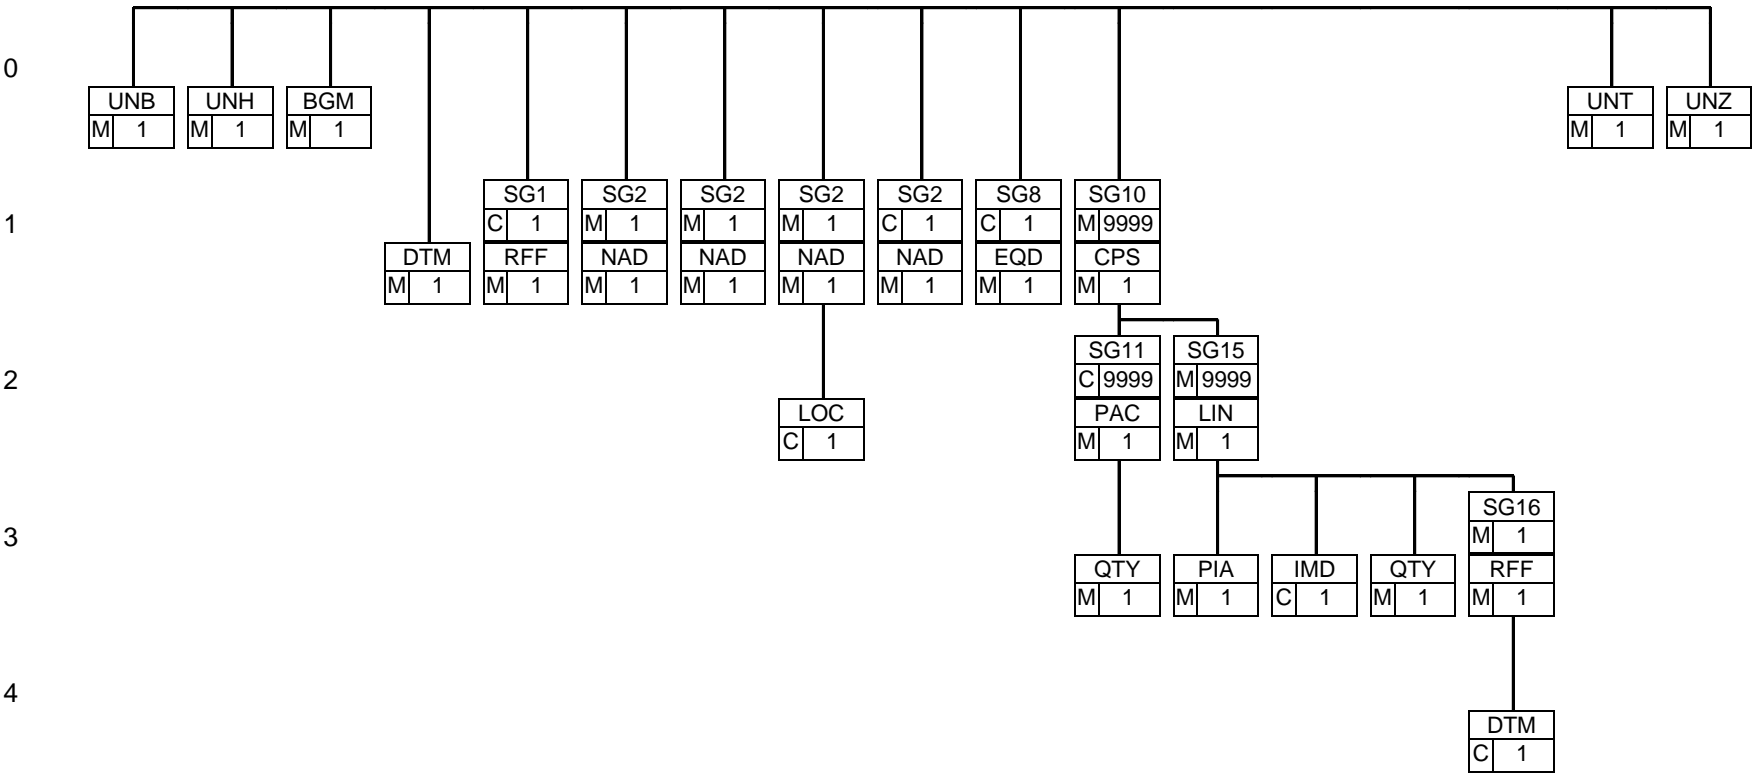 0
UNB UNH BGM UNT UNZ
M 1 M 1 M 1 M 1 M 1
SG1 SG2 SG2 SG2 SG2 SG8 SG10
1
C 1 M 1 M 1 M 1 C 1 C 1 M 9999
DTM RFF NAD NAD NAD NAD EQD CPS
M 1 M 1 M 1 M 1 M 1 M 1 M 1 M 1
SG11 SG15
2
C 9999 M 9999
LOC PAC LIN
C 1 M 1 M 1
SG16
3
M 1
QTY PIA IMD QTY RFF
M 1 M 1 C 1 M 1 M 1
4
DTM
C 1